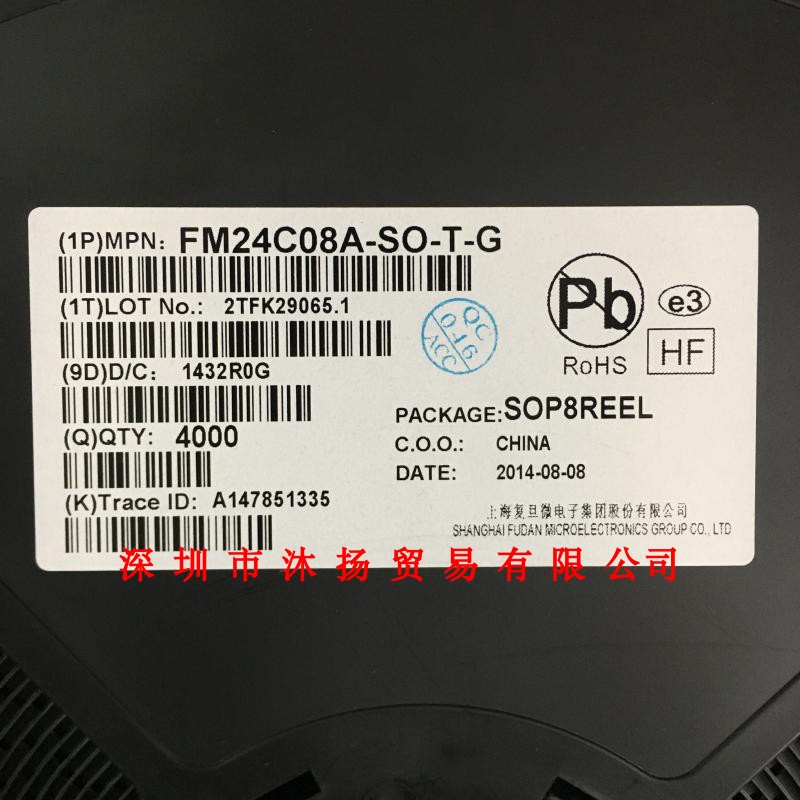 (1P)MPN: FM24C08A-SO-T-G
(1T)LOT No.: 2TFK29065.1
(9D)D/C: 1432R0G
(Q)QTY: 4000
(K)Trace ID: A147851335
QC
0-16
ACC
Pb
e3
RoHS
HF
PACKAGE:SOP8REEL
C.O.O.: CHINA
DATE: 2014-08-08
上海复旦微电子集团股份有限公司
SHANGHAI FUDAN MICROELECTRONICS GROUP CO., LTD
深圳市沐扬贸易有限公司